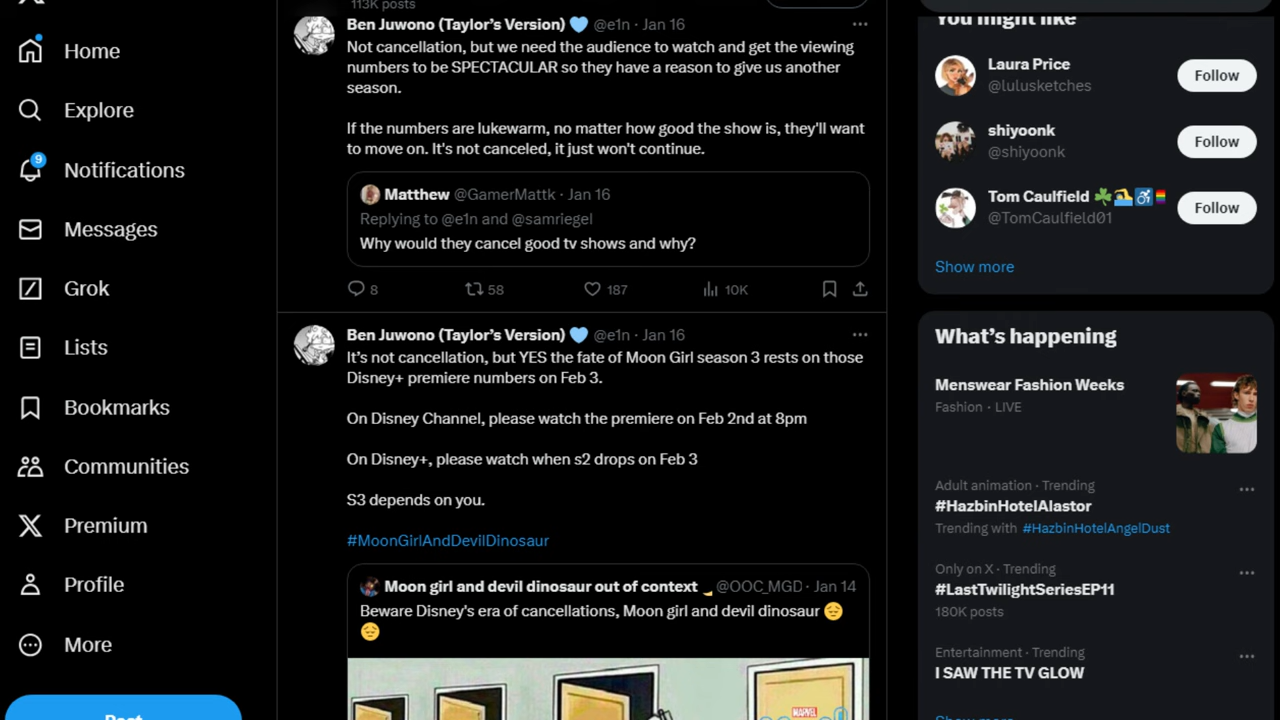 Home
Explore
9
Notifications
Messages
Grok
Lists
Bookmarks
Communities
Premium
Profile
More
Post
113K posts
Ben Juwono (Taylor's Version) 💙 @e1n · Jan 16
Not cancellation, but we need the audience to watch and get the viewing
numbers to be SPECTACULAR so they have a reason to give us another
season.
If the numbers are lukewarm, no matter how good the show is, they'll want
to move on. It's not canceled, it just won't continue.
Matthew @GamerMattk · Jan 16
Replying to @e1n and @samriegel
Why would they cancel good tv shows and why?
8 58 187 10K
Ben Juwono (Taylor's Version) 💙 @e1n · Jan 16
It's not cancellation, but YES the fate of Moon Girl season 3 rests on those
Disney+ premiere numbers on Feb 3.
On Disney Channel, please watch the premiere on Feb 2nd at 8pm
On Disney+, please watch when s2 drops on Feb 3
S3 depends on you.
#MoonGirlAndDevilDinosaur
Moon girl and devil dinosaur out of context @OOC_MGD · Jan 14
Beware Disney's era of cancellations, Moon girl and devil dinosaur 😔
😔
MARVEL
You might like
Laura Price
@lulusketches
Follow
shiyoonk
@shiyoonk
Follow
Tom Caulfield ☘️🏊♿🏳️‍🌈
@TomCaulfield01
Follow
Show more
What's happening
Menswear Fashion Weeks
Fashion · LIVE
Adult animation · Trending
#HazbinHotelAlastor
Trending with #HazbinHotelAngelDust
Only on X · Trending
#LastTwilightSeriesEP11
180K posts
Entertainment · Trending
I SAW THE TV GLOW
Show more